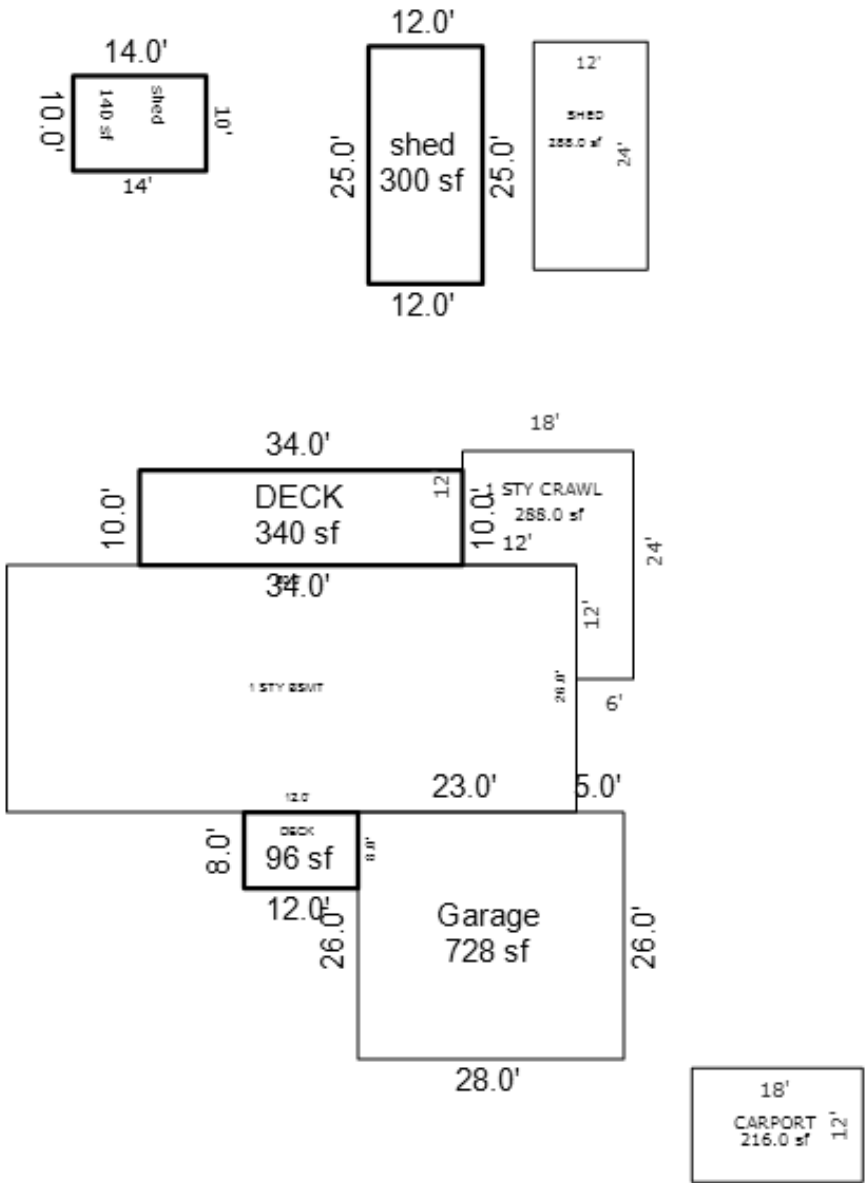 14.0'
10.0'
140 sf
shed
10'
14'
12.0'
25.0'
shed
300 sf
25.0'
12.0'
12'
SHED
288.0 sf
24'
34.0'
10.0'
DECK
340 sf
10.0'
34.0'
18'
12'
1 STY CRAWL
288.0 sf
12'
24'
12'
6'
1 STY BSMT
26.0'
12.0'
23.0'
5.0'
8.0'
DECK
96 sf
8.0'
12.0'
26.0'
Garage
728 sf
26.0'
28.0'
18'
CARPORT
216.0 sf
12'